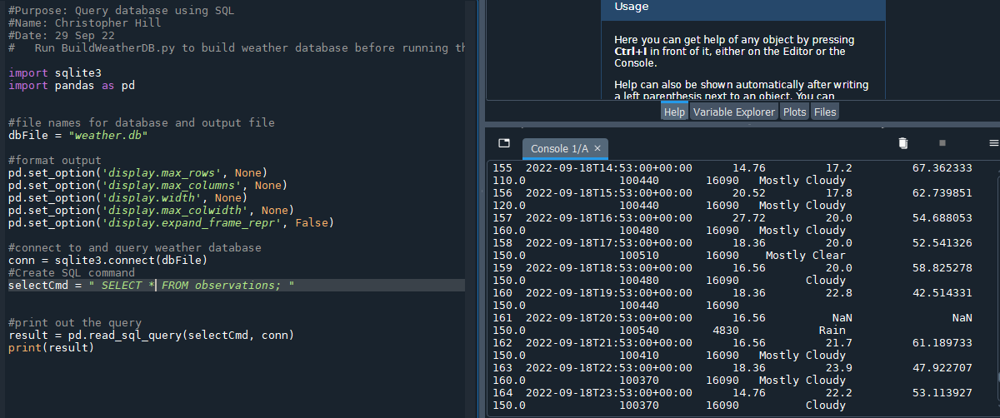 #Purpose: Query database using SQL
#Name: Christopher Hill
#Date: 29 Sep 22
#   Run BuildWeatherDB.py to build weather database before running
import sqlite3
import pandas as pd
#file names for database and output file
dbFile = "weather.db"
#format output
pd.set_option('display.max_rows', None)
pd.set_option('display.max_columns', None)
pd.set_option('display.width', None)
pd.set_option('display.max_colwidth', None)
pd.set_option('display.expand_frame_repr', False)
#connect to and query weather database
conn = sqlite3.connect(dbFile)
#Create SQL command
selectCmd = " SELECT * FROM observations; "
#print out the query
result = pd.read_sql_query(selectCmd, conn)
print(result)
Usage
Here you can get help of any object by pressing
Ctrl+I in front of it, either on the Editor or the
Console.
Help can also be shown automatically after writing
a left parenthesis next to an object. You can
Help Variable Explorer Plots Files
Console 1/A ×
155  2022-09-18T14:53:00+00:00      14.76         17.2         67.362333
110.0              100440       16090   Mostly Cloudy
156  2022-09-18T15:53:00+00:00      20.52         17.8         62.739851
120.0              100440       16090   Mostly Cloudy
157  2022-09-18T16:53:00+00:00      27.72         20.0         54.688053
160.0              100480       16090   Mostly Cloudy
158  2022-09-18T17:53:00+00:00      18.36         20.0         52.541326
150.0              100510       16090    Mostly Clear
159  2022-09-18T18:53:00+00:00      16.56         20.0         58.825278
150.0              100480       16090          Cloudy
160  2022-09-18T19:53:00+00:00      18.36         22.8         42.514331
150.0              100440       16090
161  2022-09-18T20:53:00+00:00      16.56          NaN               NaN
150.0              100540        4830            Rain
162  2022-09-18T21:53:00+00:00      16.56         21.7         61.189733
150.0              100410       16090   Mostly Cloudy
163  2022-09-18T22:53:00+00:00      18.36         23.9         47.922707
160.0              100370       16090   Mostly Cloudy
164  2022-09-18T23:53:00+00:00      14.76         22.2         53.113927
150.0              100370       16090          Cloudy